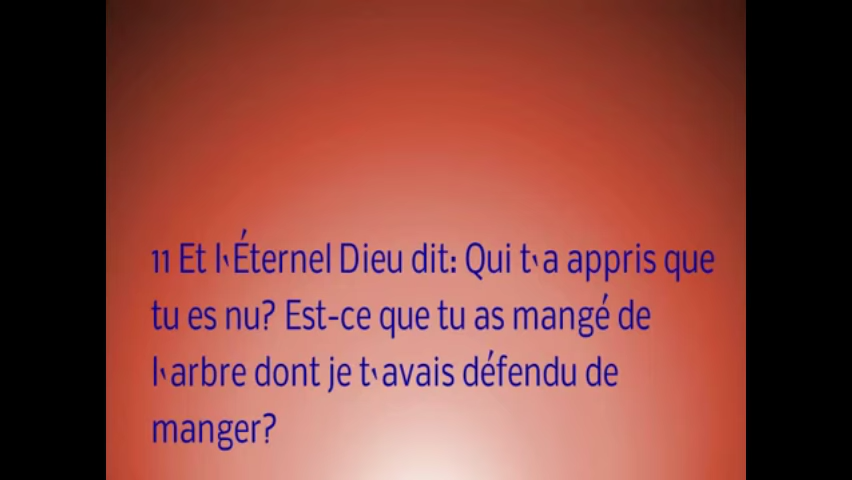 11 Et l'Éternel Dieu dit: Qui t'a appris que
tu es nu? Est-ce que tu as mangé de
l'arbre dont je t'avais défendu de
manger?